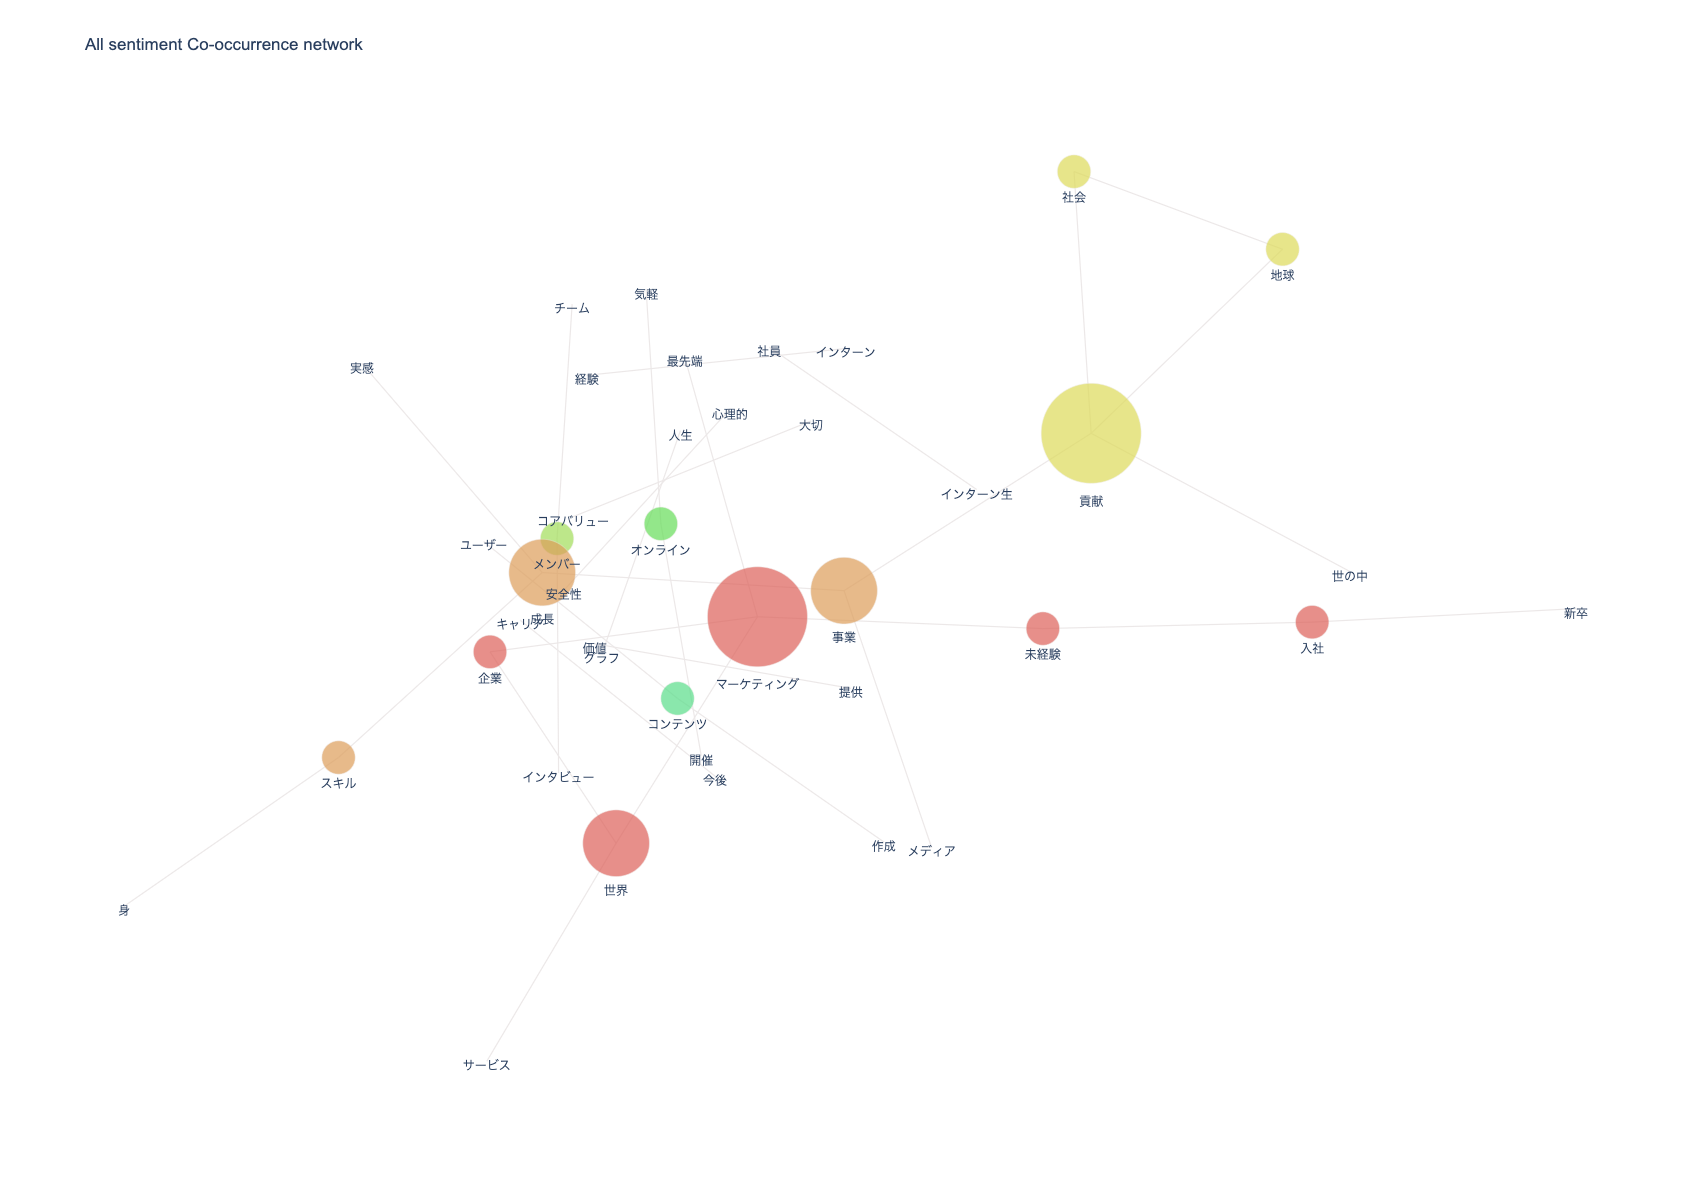 All sentiment Co-occurrence network
社会
地球
気軽
チーム
社員
インターン
最先端
実感
経験
心理的
大切
人生
インターン生
貢献
コアバリュー
ユーザー
オンライン
メンバー
世の中
安全性
新卒
成長
キャリア
事業
価値
入社
未経験
グラフ
企業
マーケティング
提供
コンテンツ
開催
インタビュー
今後
スキル
作成
メディア
世界
身
サービス